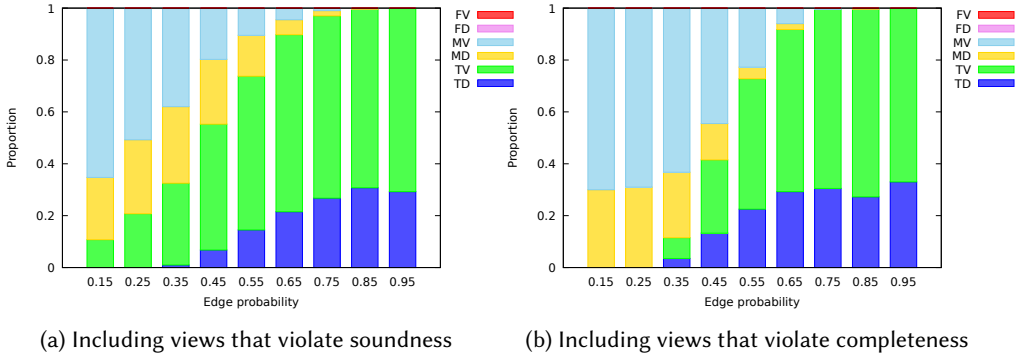 1
0.8
0.6
0.4
0.2
0
Proportion
0.15 0.25 0.35 0.45 0.55 0.65 0.75 0.85 0.95
Edge probability
FV
FD
MV
MD
TV
TD
(a) Including views that violate soundness
1
0.8
0.6
0.4
0.2
0
Proportion
0.15 0.25 0.35 0.45 0.55 0.65 0.75 0.85 0.95
Edge probability
FV
FD
MV
MD
TV
TD
(b) Including views that violate completeness